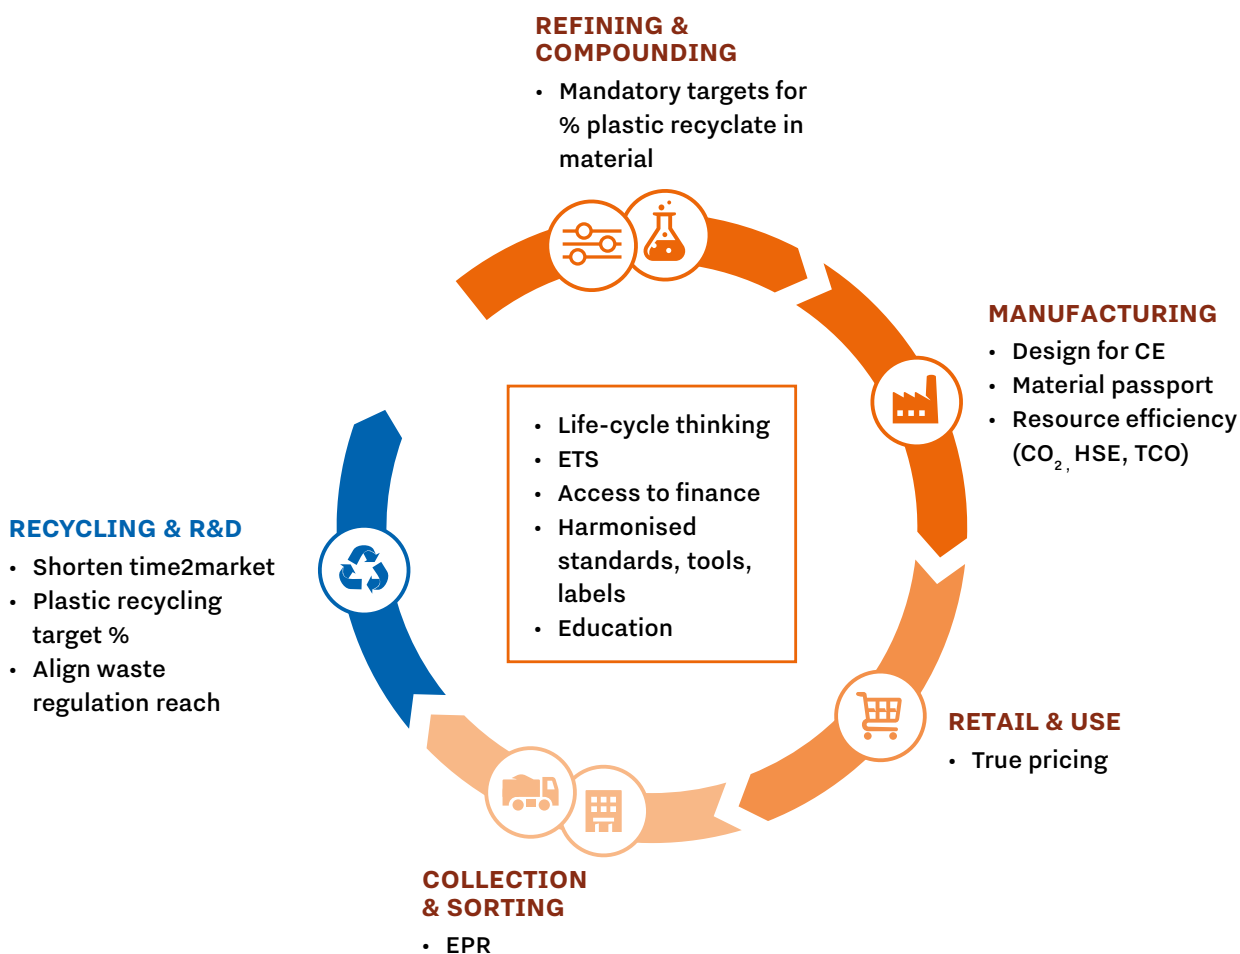 REFINING &
COMPOUNDING
• Mandatory targets for
% plastic recyclate in
material
MANUFACTURING
• Design for CE
• Material passport
• Resource efficiency
(CO₂, HSE, TCO)
• Life-cycle thinking
• ETS
• Access to finance
• Harmonised
standards, tools,
labels
• Education
RECYCLING & R&D
• Shorten time2market
• Plastic recycling
target %
• Align waste
regulation reach
RETAIL & USE
• True pricing
COLLECTION
& SORTING
• EPR